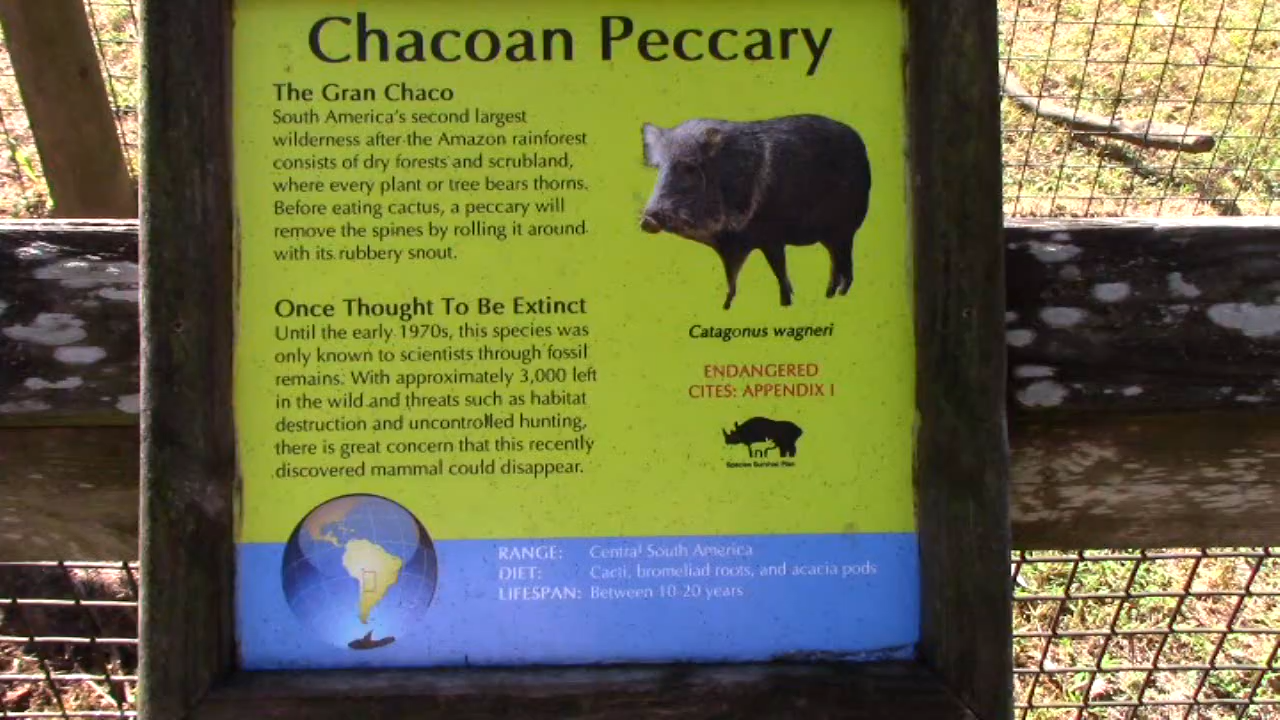 Chacoan Peccary
The Gran Chaco
South America's second largest
wilderness after the Amazon rainforest
consists of dry forests and scrubland,
where every plant or tree bears thorns.
Before eating cactus, a peccary will
remove the spines by rolling it around
with its rubbery snout.
Once Thought To Be Extinct
Until the early 1970s, this species was
only known to scientists through fossil
remains. With approximately 3,000 left
in the wild and threats such as habitat
destruction and uncontrolled hunting,
there is great concern that this recently
discovered mammal could disappear.
Catagonus wagneri
ENDANGERED
CITES: APPENDIX I
Species Survival Plan
RANGE: Central South America
DIET: Cacti, bromeliad roots, and acacia pods
LIFESPAN: Between 10-20 years